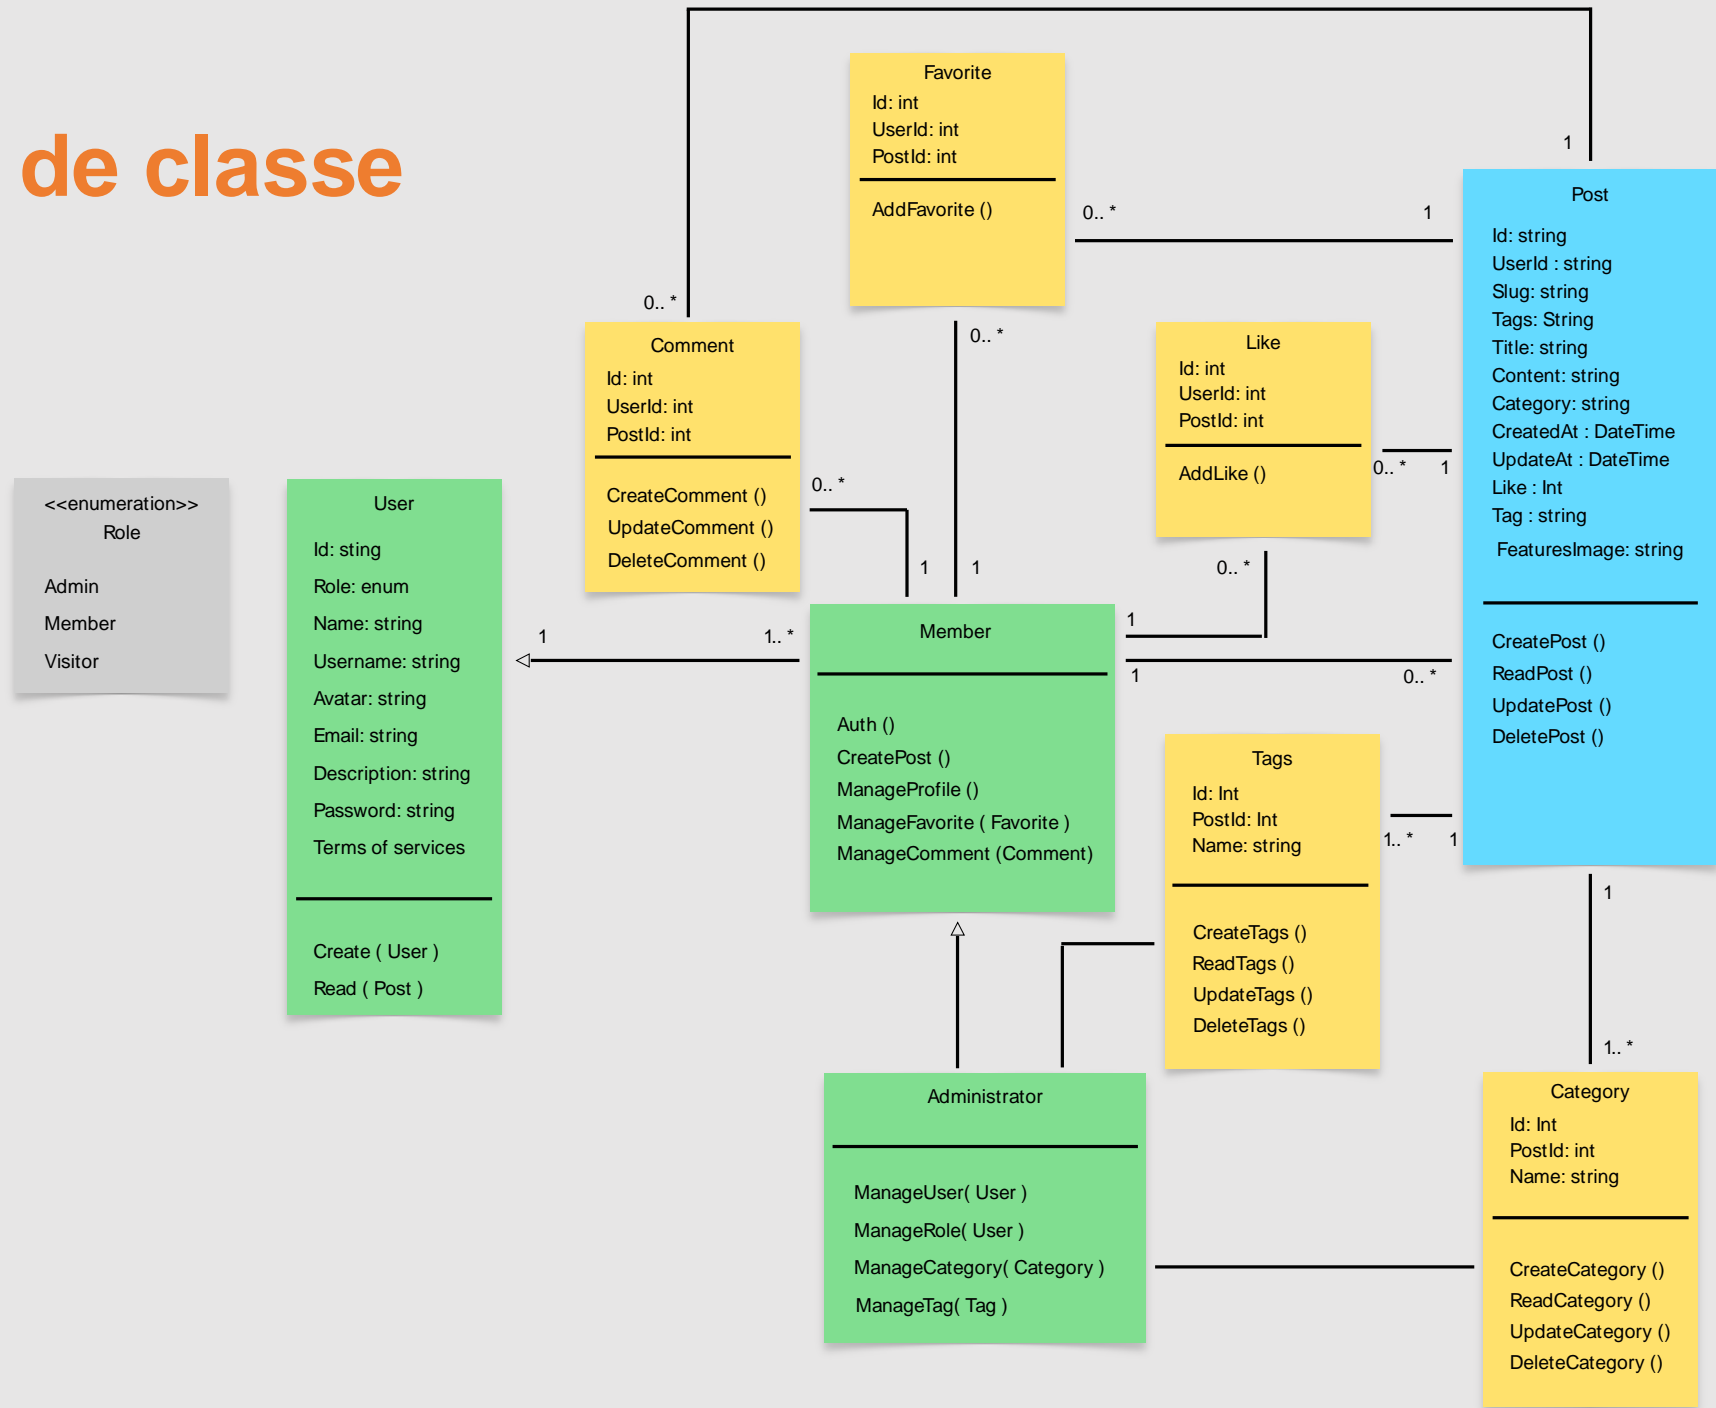 de classe
Favorite
Id: int
UserId: int
PostId: int
AddFavorite ()
0.. *
1
1
0.. *
0.. *
Post
Id: string
UserId : string
Slug: string
Tags: String
Title: string
Content: string
Category: string
CreatedAt : DateTime
UpdateAt : DateTime
Like : Int
Tag : string
FeaturesImage: string
CreatePost ()
ReadPost ()
UpdatePost ()
DeletePost ()
Comment
Id: int
UserId: int
PostId: int
CreateComment ()
UpdateComment ()
DeleteComment ()
0.. *
1
1
Like
Id: int
UserId: int
PostId: int
AddLike ()
0.. *
1
0.. *
1
<<enumeration>>
Role
Admin
Member
Visitor
User
Id: sting
Role: enum
Name: string
Username: string
Avatar: string
Email: string
Description: string
Password: string
Terms of services
Create ( User )
Read ( Post )
1
1.. *
Member
Auth ()
CreatePost ()
ManageProfile ()
ManageFavorite ( Favorite )
ManageComment (Comment)
1
0.. *
Tags
Id: Int
PostId: Int
Name: string
CreateTags ()
ReadTags ()
UpdateTags ()
DeleteTags ()
1.. *
1
1
1.. *
Administrator
ManageUser( User )
ManageRole( User )
ManageCategory( Category )
ManageTag( Tag )
Category
Id: Int
PostId: int
Name: string
CreateCategory ()
ReadCategory ()
UpdateCategory ()
DeleteCategory ()